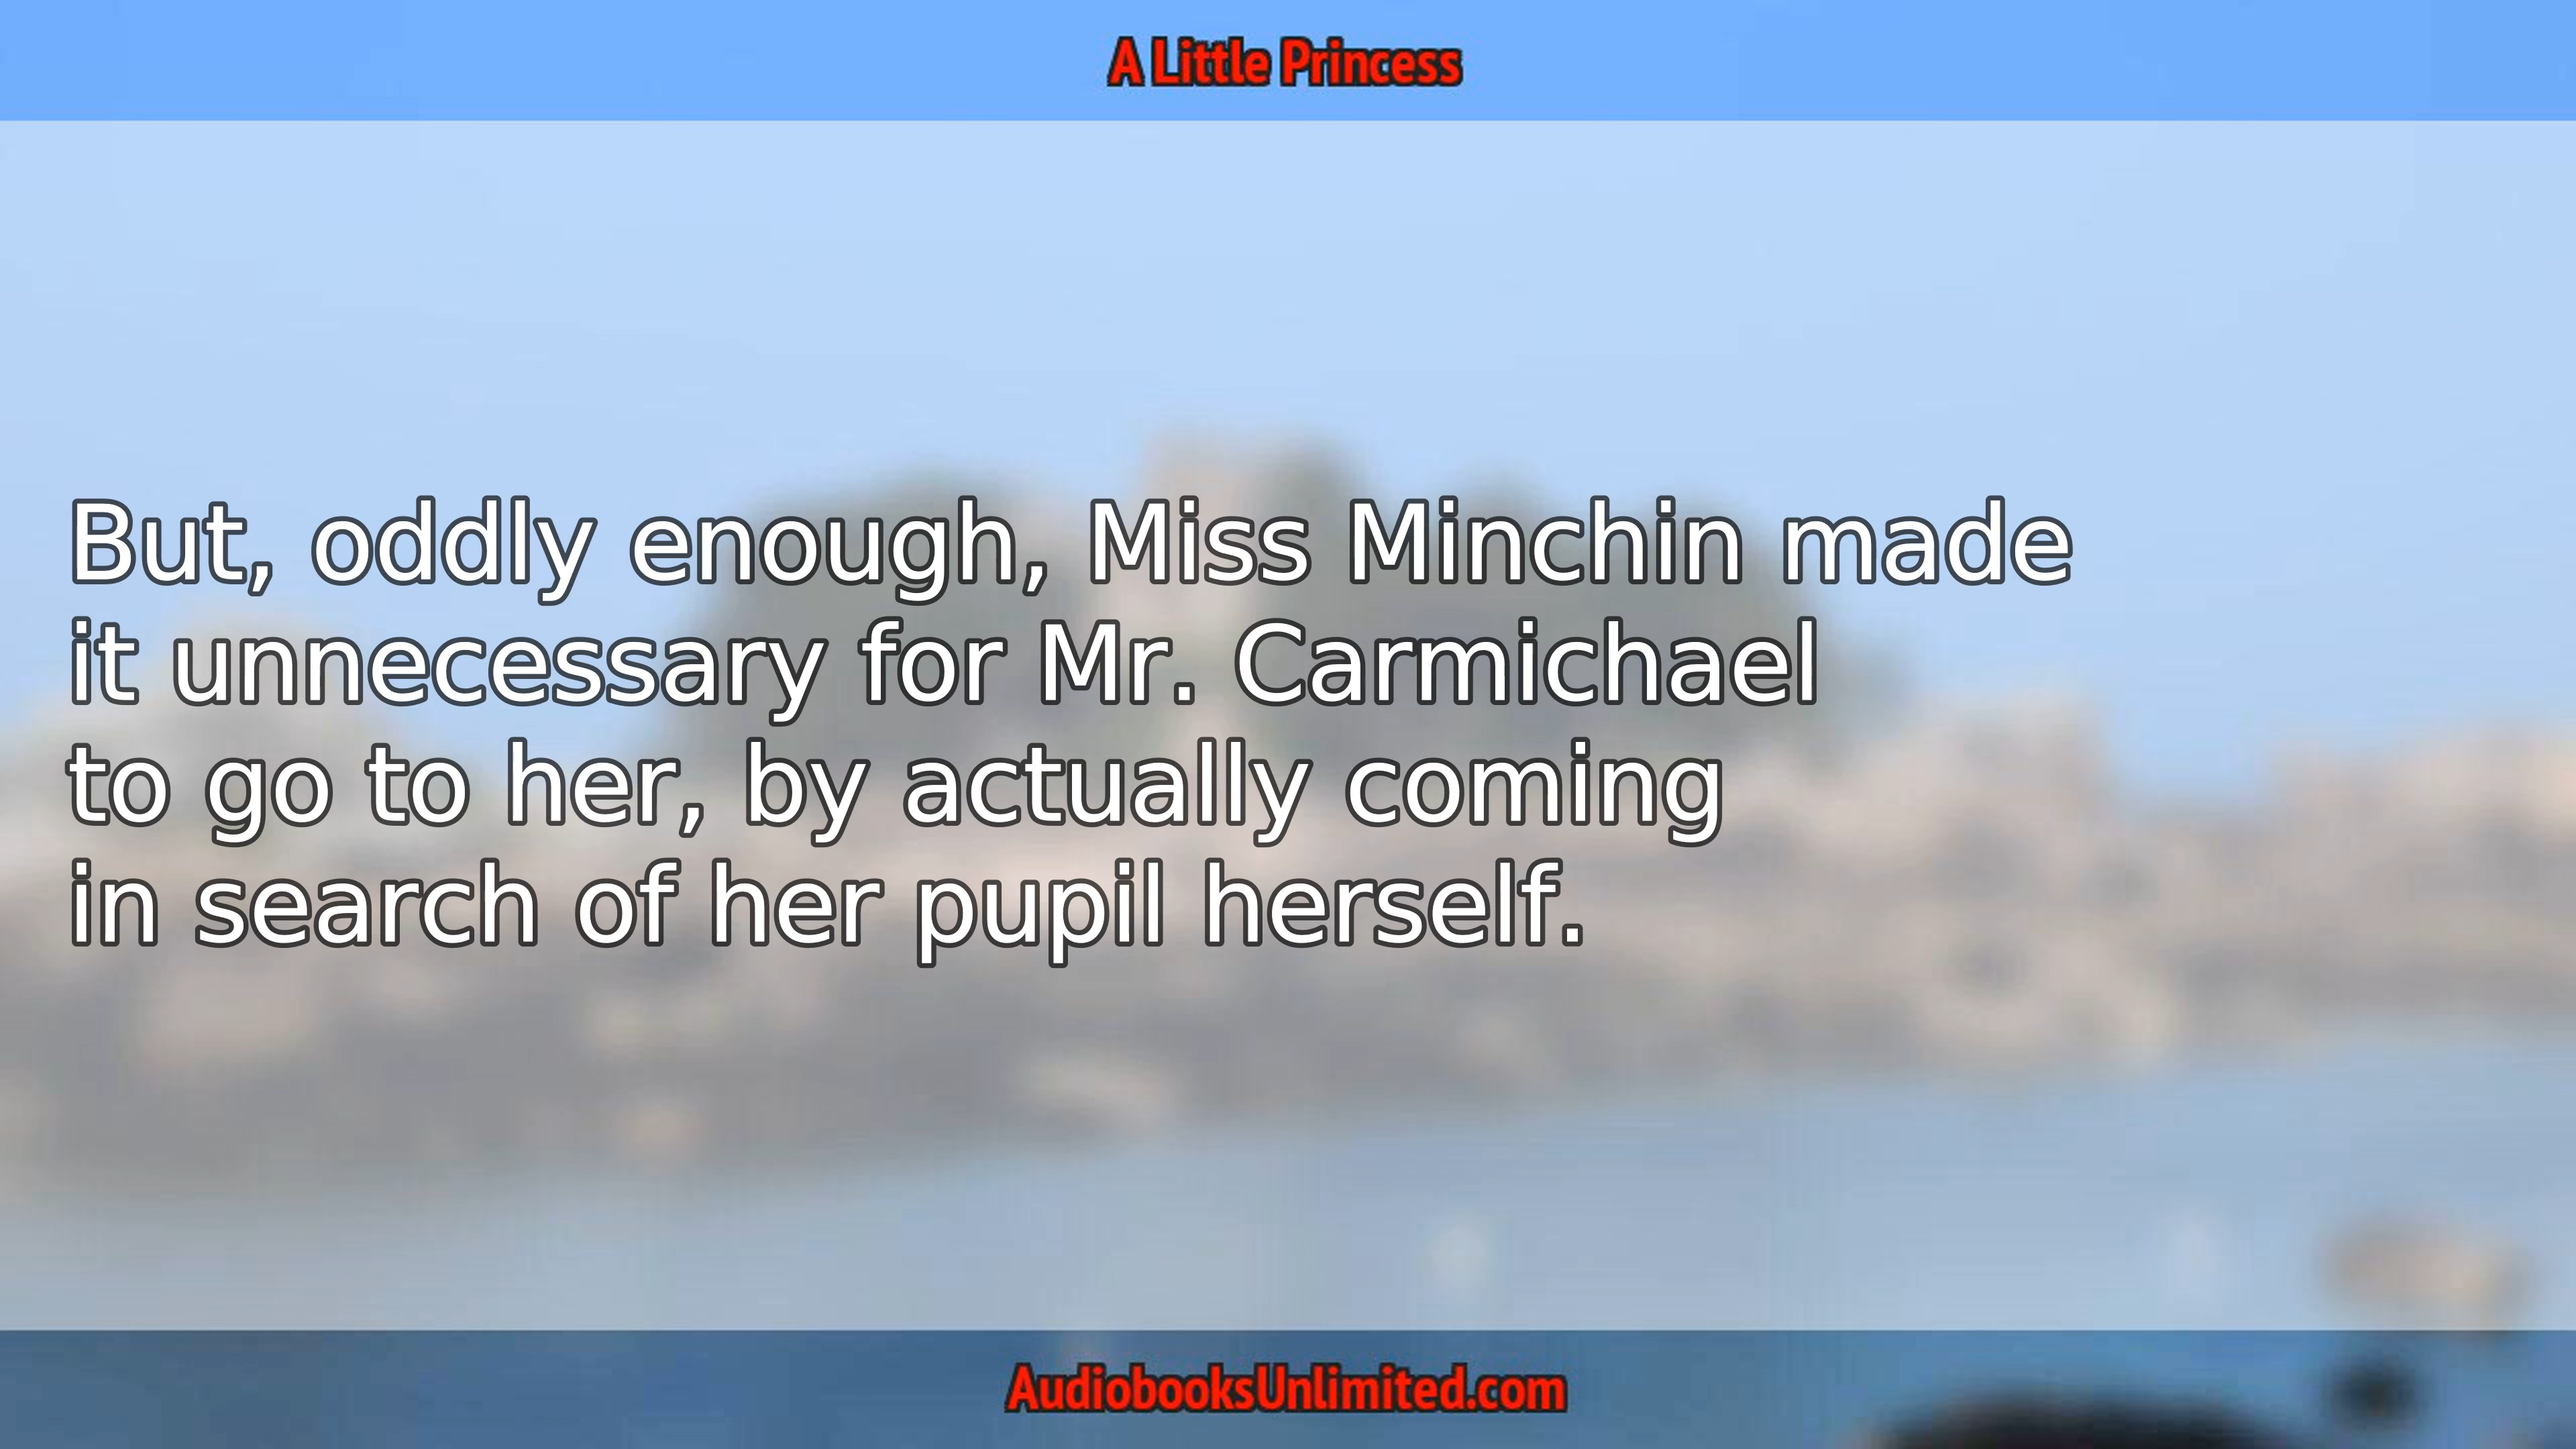 A Little Princess
But, oddly enough, Miss Minchin made
it unnecessary for Mr. Carmichael
to go to her, by actually coming
in search of her pupil herself.
AudiobooksUnlimited.com